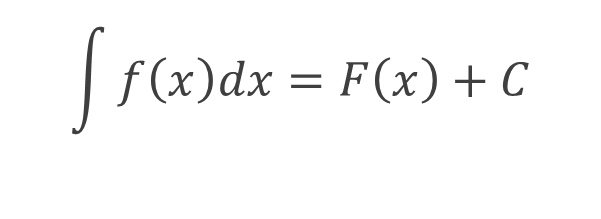 ∫ f(x)dx = F(x) + C